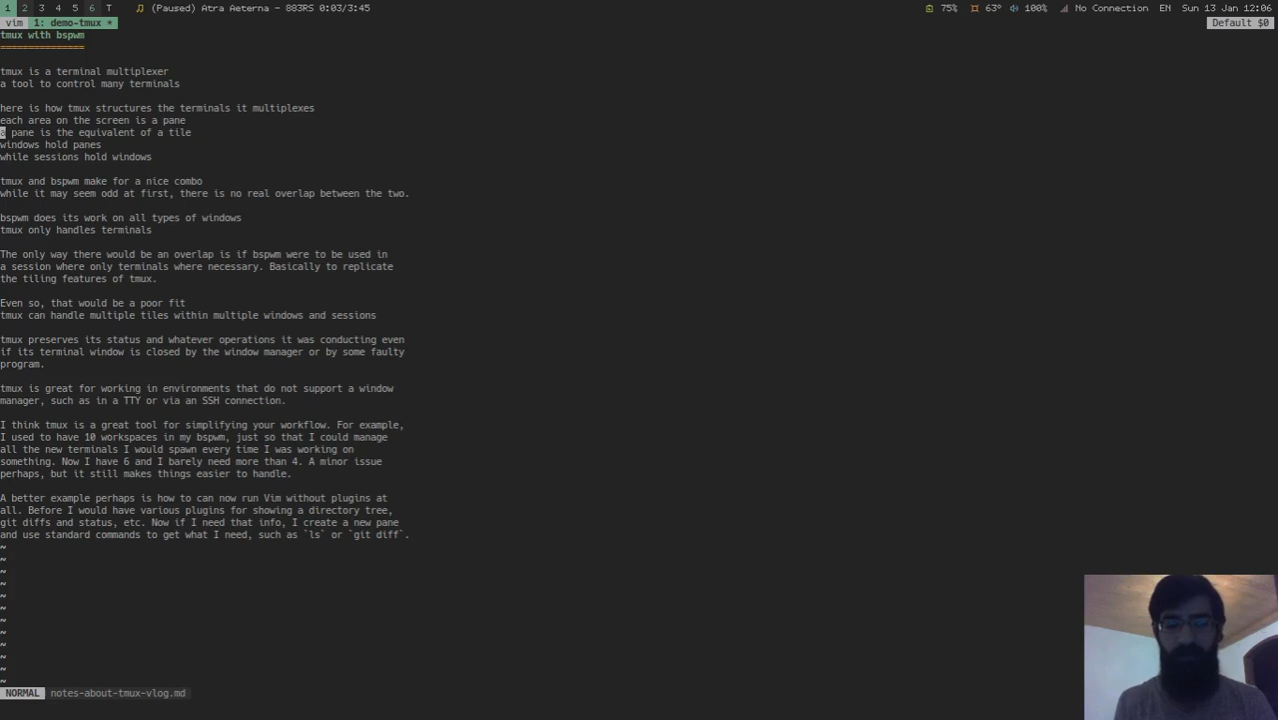 1 2 3 4 5 6 T (Paused) Atra Aeterna - 883RS 0:03/3:45 75% 63° 100% No Connection EN Sun 13 Jan 12:06
vim 1: demo-tmux * Default $0
tmux with bspwm
===============
tmux is a terminal multiplexer
a tool to control many terminals
here is how tmux structures the terminals it multiplexes
each area on the screen is a pane
a pane is the equivalent of a tile
windows hold panes
while sessions hold windows
tmux and bspwm make for a nice combo
while it may seem odd at first, there is no real overlap between the two.
bspwm does its work on all types of windows
tmux only handles terminals
The only way there would be an overlap is if bspwm were to be used in
a session where only terminals where necessary. Basically to replicate
the tiling features of tmux.
Even so, that would be a poor fit
tmux can handle multiple tiles within multiple windows and sessions
tmux preserves its status and whatever operations it was conducting even
if its terminal window is closed by the window manager or by some faulty
program.
tmux is great for working in environments that do not support a window
manager, such as in a TTY or via an SSH connection.
I think tmux is a great tool for simplifying your workflow. For example,
I used to have 10 workspaces in my bspwm, just so that I could manage
all the new terminals I would spawn every time I was working on
something. Now I have 6 and I barely need more than 4. A minor issue
perhaps, but it still makes things easier to handle.
A better example perhaps is how to can now run Vim without plugins at
all. Before I would have various plugins for showing a directory tree,
git diffs and status, etc. Now if I need that info, I create a new pane
and use standard commands to get what I need, such as `ls` or `git diff`.
~
~
~
~
~
~
~
~
~
~
~
~
NORMAL notes-about-tmux-vlog.md